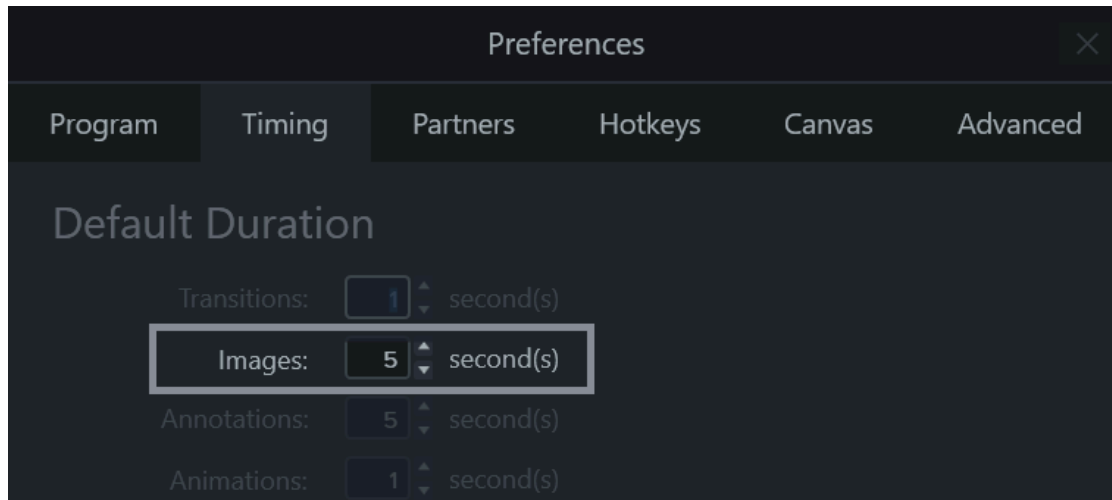 Preferences
Program Timing Partners Hotkeys Canvas Advanced
Default Duration
Transitions: 1 second(s)
Images: 5 second(s)
Annotations: 5 second(s)
Animations: 1 second(s)